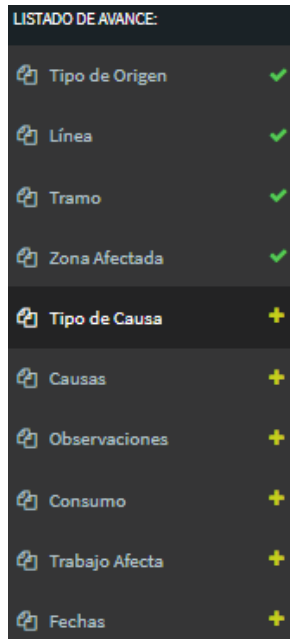 LISTADO DE AVANCE:
Tipo de Origen
Línea
Tramo
Zona Afectada
Tipo de Causa
Causas
Observaciones
Consumo
Trabajo Afecta
Fechas